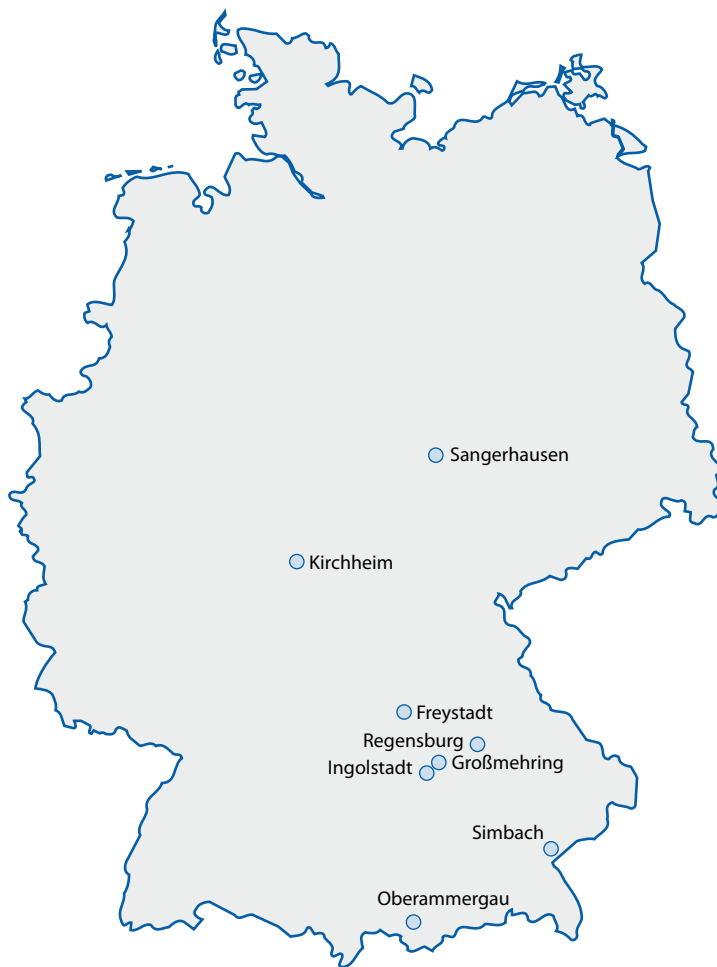 Sangerhausen
Kirchheim
Freystadt
Regensburg
Großmehring
Ingolstadt
Simbach
Oberammergau